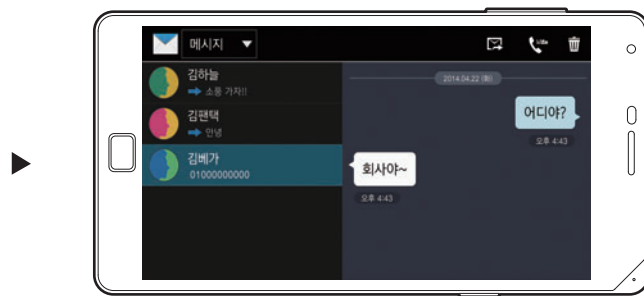 메시지
김하늘
소풍 가자!!
김팬택
안녕
김베가
01000000000
2014.04.22 (화)
어디야?
오후 4:43
회사야~
오후 4:43